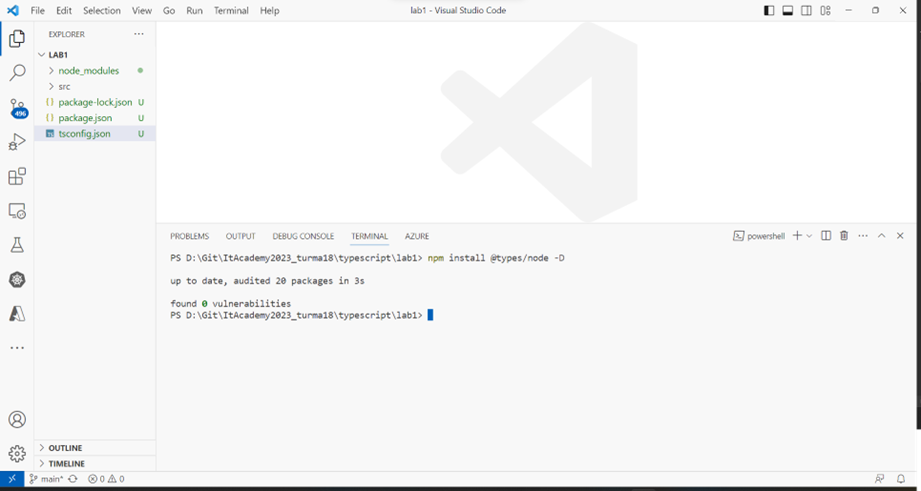 File Edit Selection View Go Run Terminal Help
lab1 - Visual Studio Code
EXPLORER
LAB1
node_modules
src
package-lock.json U
package.json U
tsconfig.json U
496
PROBLEMS OUTPUT DEBUG CONSOLE TERMINAL AZURE
powershell
PS D:\Git\ItAcademy2023_turma18\typescript\lab1> npm install @types/node -D
up to date, audited 20 packages in 3s
found 0 vulnerabilities
PS D:\Git\ItAcademy2023_turma18\typescript\lab1>
OUTLINE
TIMELINE
main* 0 0